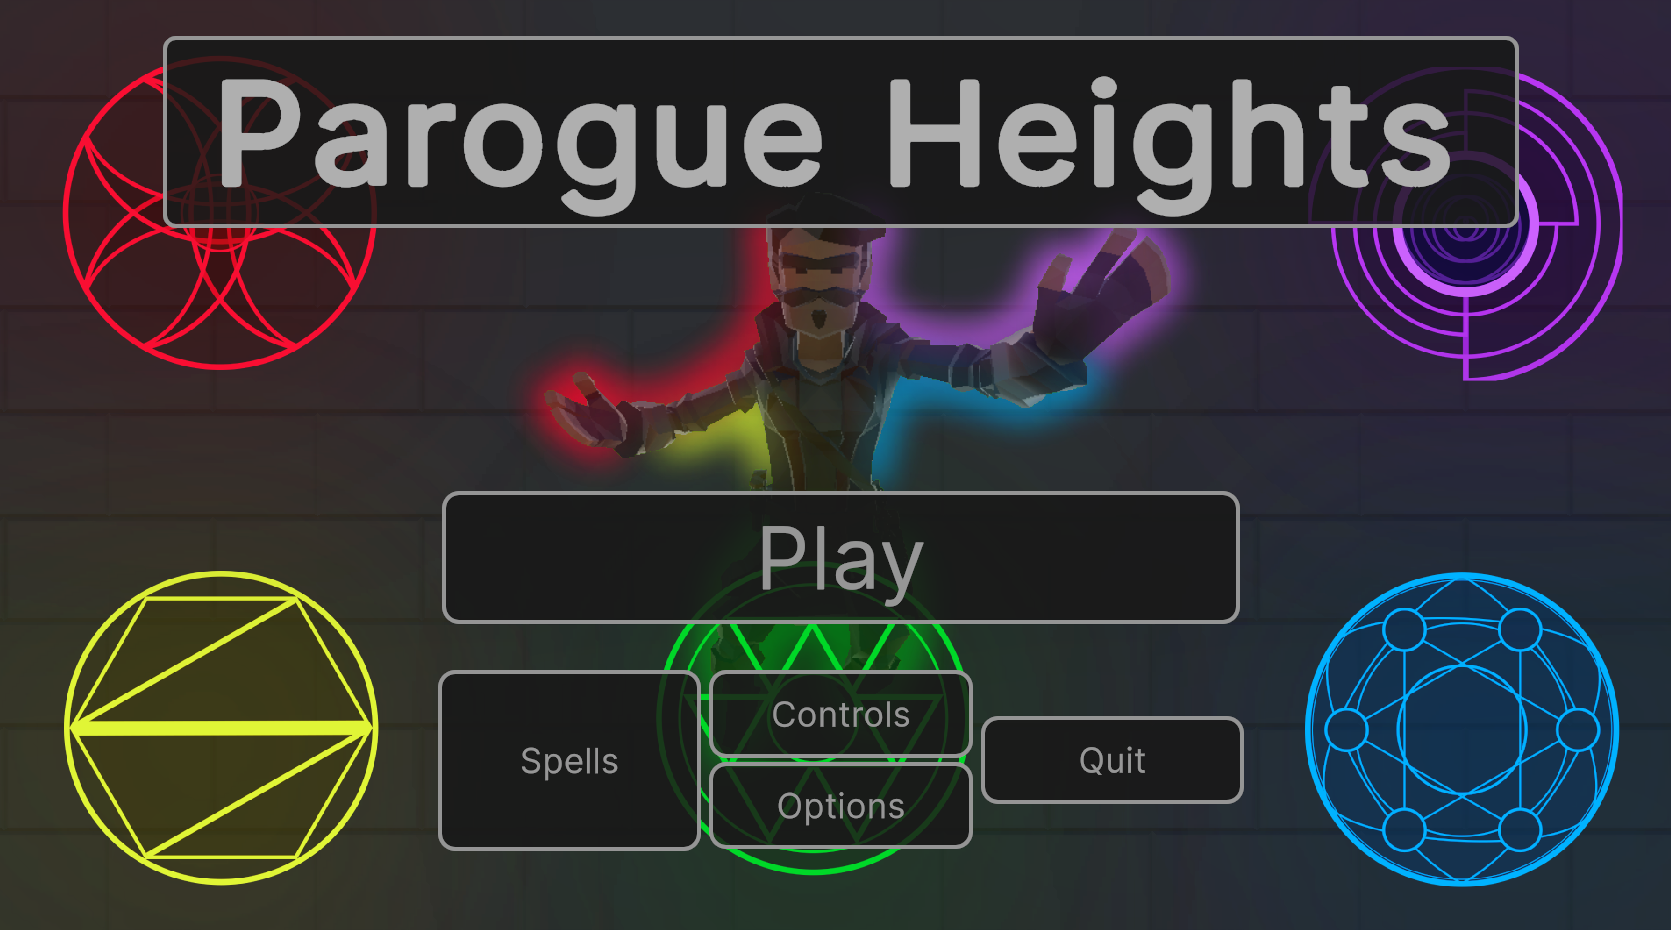 Parogue Heights
Play
Spells
Controls
Options
Quit